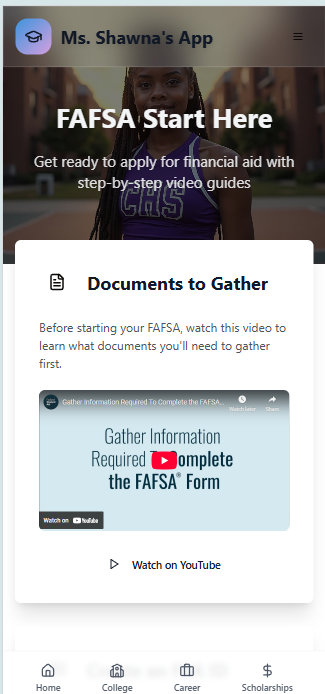 Ms. Shawna's App
FAFSA Start Here
Get ready to apply for financial aid with
step-by-step video guides
CHS
Documents to Gather
Before starting your FAFSA, watch this video to
learn what documents you'll need to gather
first.
Gather Information Required To Complete the FAFSA...
Watch later
Share
Gather Information
Required To Complete
the FAFSA® Form
Watch on YouTube
Watch on YouTube
Home
College
Career
Scholarships